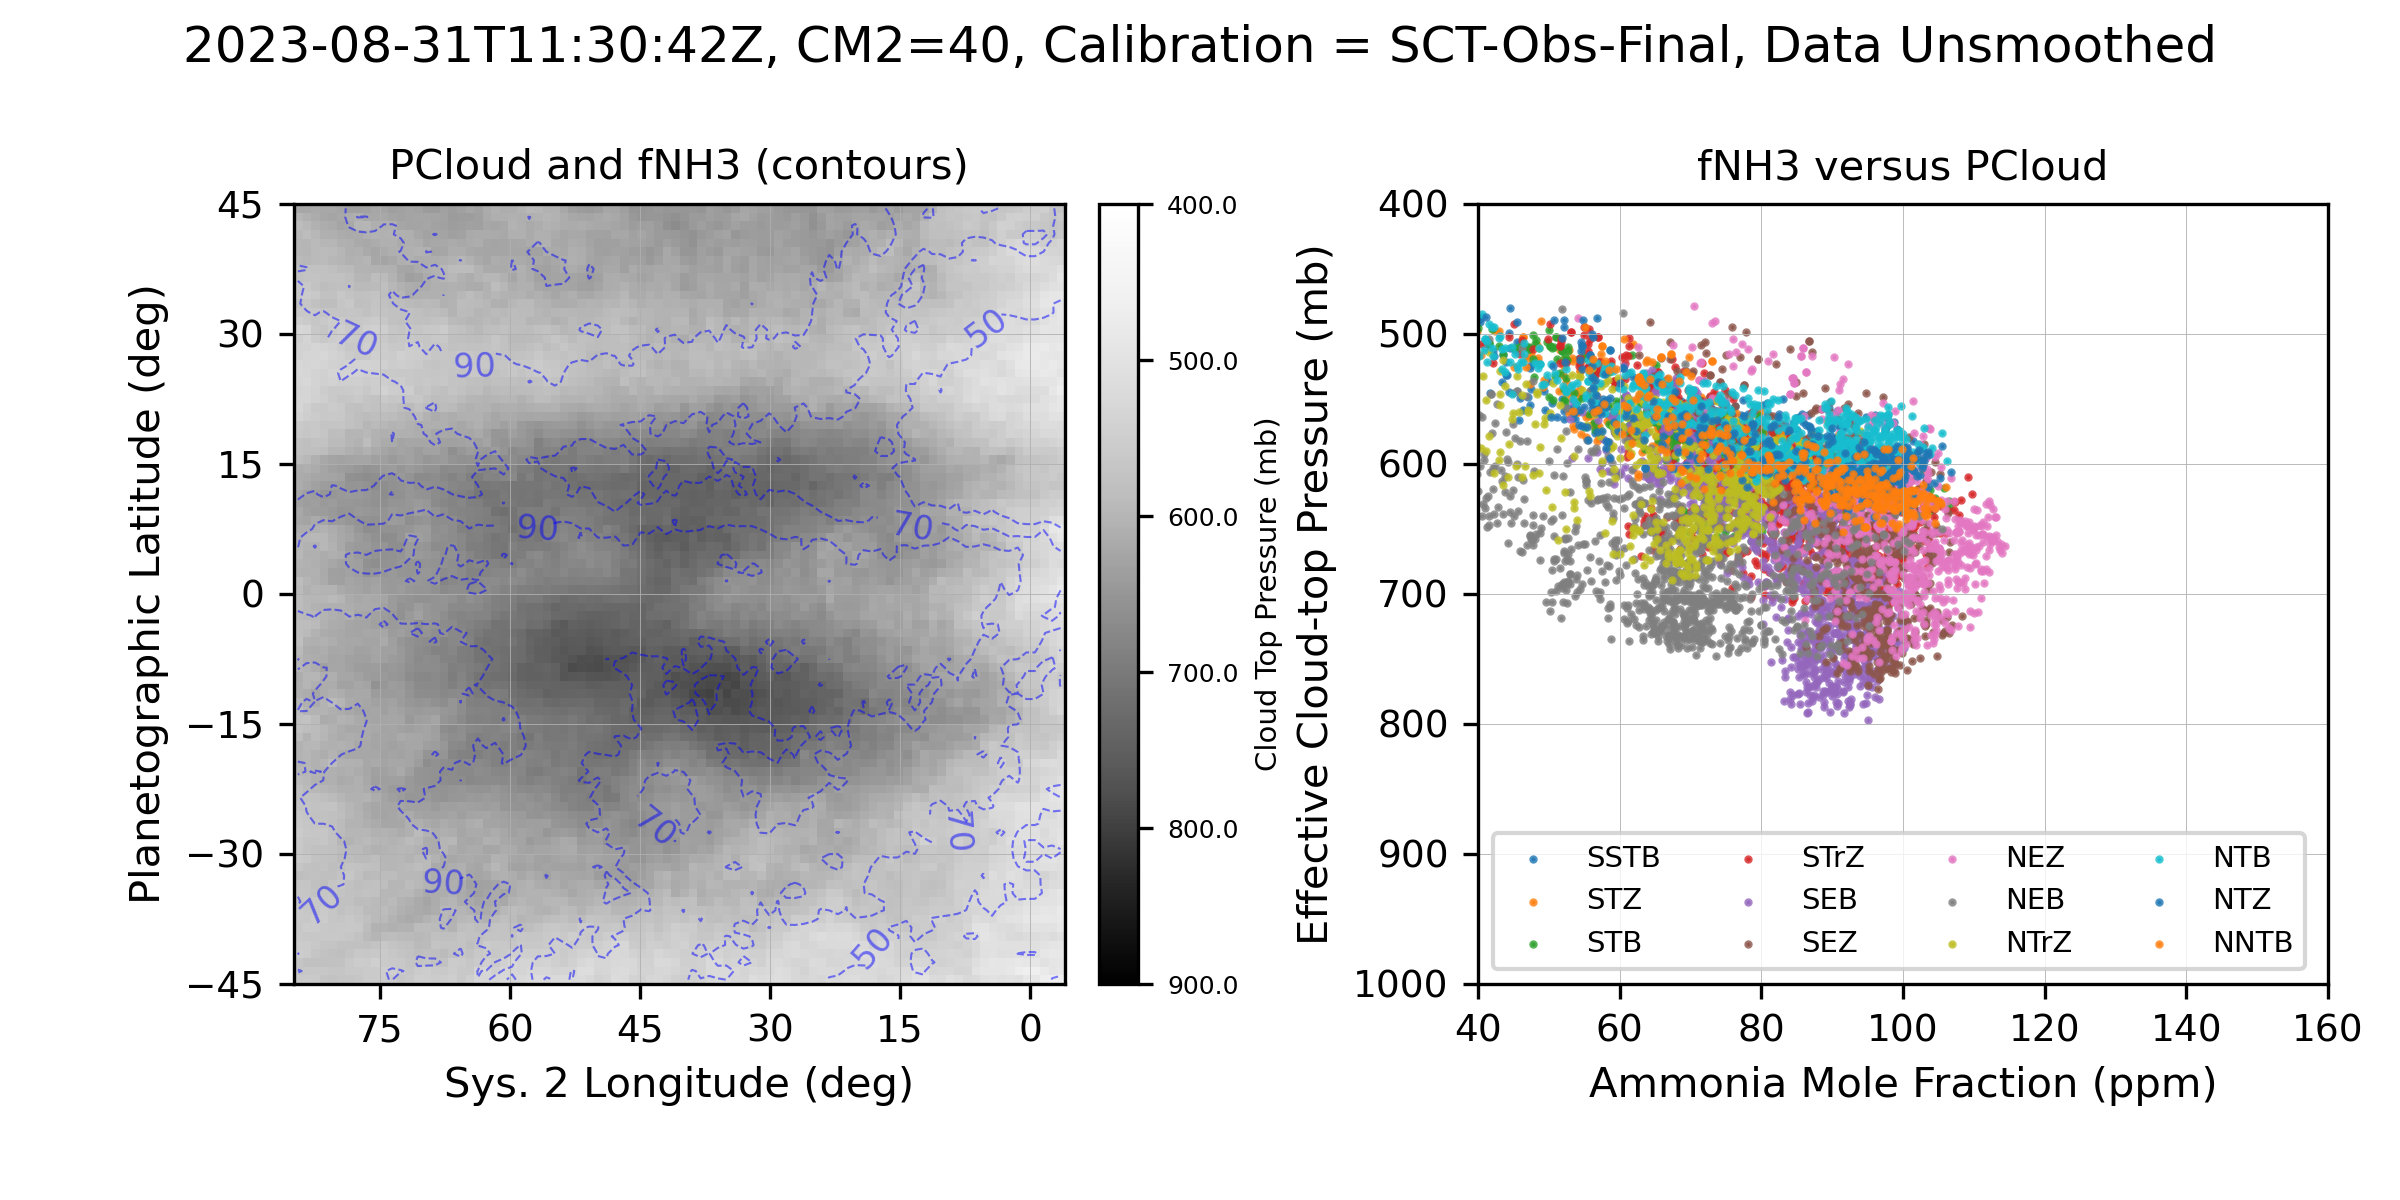 2023-08-31T11:30:42Z, CM2=40, Calibration = SCT-Obs-Final, Data Unsmoothed
PCloud and fNH3 (contours)
45
30
15
0
−15
−30
−45
Planetographic Latitude (deg)
75 60 45 30 15 0
Sys. 2 Longitude (deg)
70
90
50
90
70
70
70
90
70
50
400.0
500.0
600.0
700.0
800.0
900.0
Cloud Top Pressure (mb)
fNH3 versus PCloud
400
500
600
700
800
900
1000
Effective Cloud-top Pressure (mb)
SSTB STrZ NEZ NTB
STZ SEB NEB NTZ
STB SEZ NTrZ NNTB
40 60 80 100 120 140 160
Ammonia Mole Fraction (ppm)